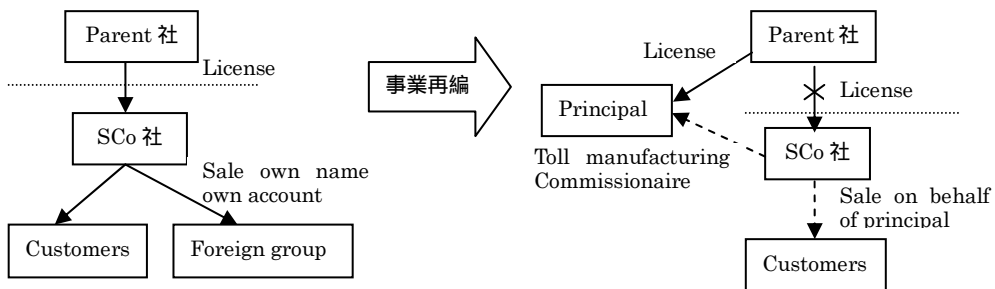 Parent 社
License
SCo 社
Sale own name
own account
Customers
Foreign group
事業再編
Parent 社
License
License
Principal
SCo 社
Toll manufacturing
Commissionaire
Sale on behalf
of principal
Customers